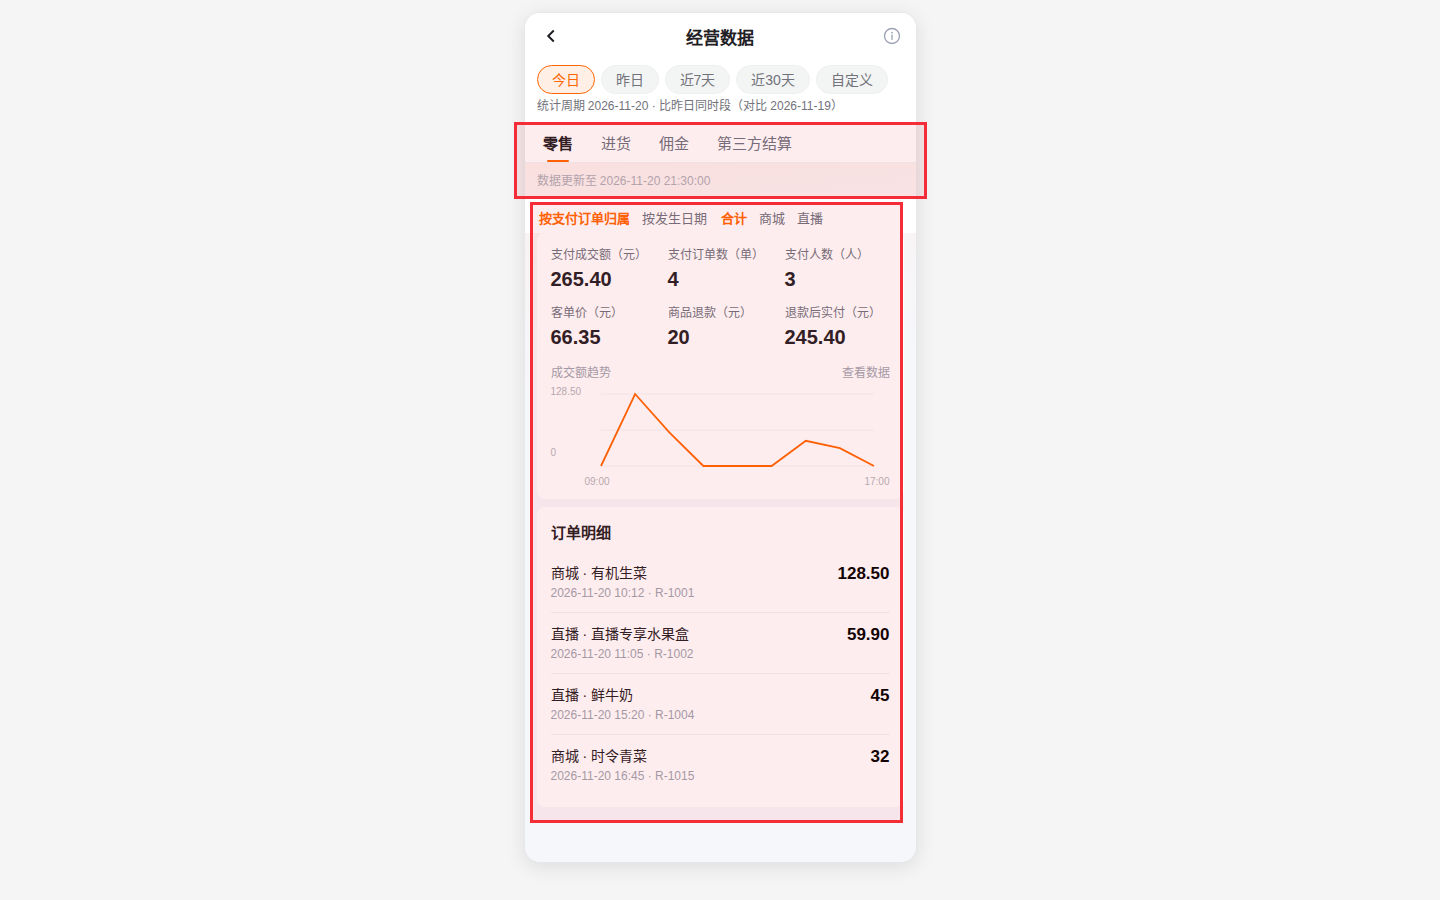 经营数据
今日 昨日 近7天 近30天 自定义
统计周期 2026-11-20 · 比昨日同时段（对比 2026-11-19）
零售 进货 佣金 第三方结算
数据更新至 2026-11-20 21:30:00
按支付订单归属 按发生日期 合计 商城 直播
支付成交额（元） 支付订单数（单） 支付人数（人）
265.40 4 3
客单价（元） 商品退款（元） 退款后实付（元）
66.35 20 245.40
成交额趋势 查看数据
128.50
0
09:00 17:00
订单明细
商城 · 有机生菜 128.50
2026-11-20 10:12 · R-1001
直播 · 直播专享水果盒 59.90
2026-11-20 11:05 · R-1002
直播 · 鲜牛奶 45
2026-11-20 15:20 · R-1004
商城 · 时令青菜 32
2026-11-20 16:45 · R-1015